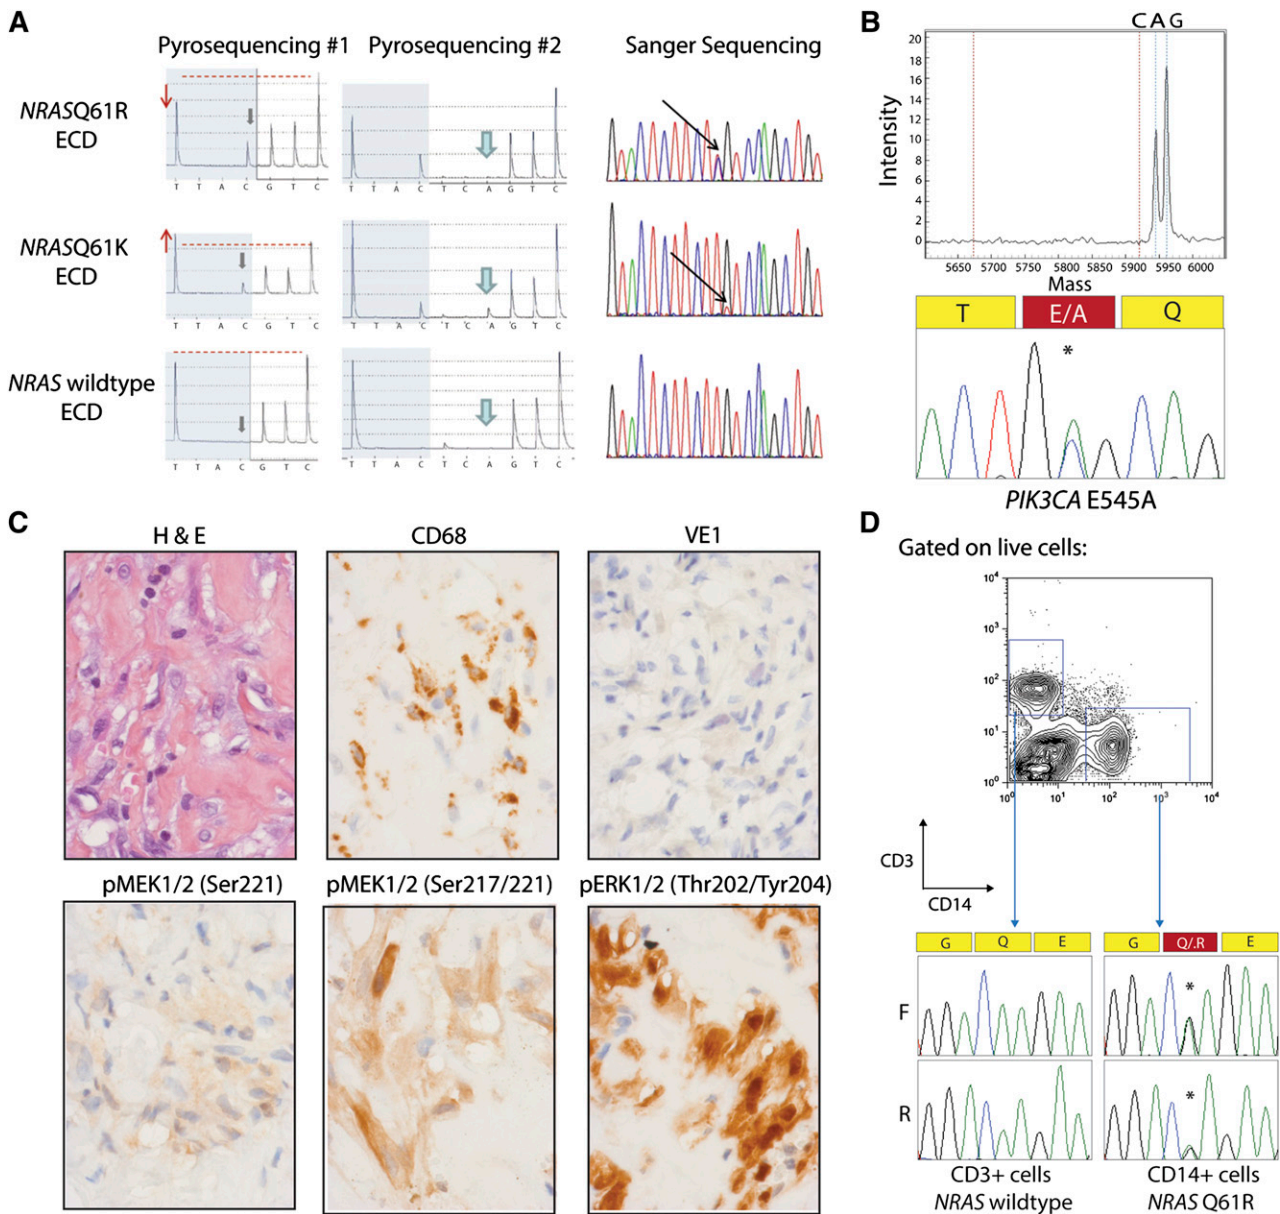 A
Pyrosequencing #1 Pyrosequencing #2 Sanger Sequencing
NRASQ61R
ECD
T T A C G T C
T T A C T C A G T C
NRASQ61K
ECD
T T A C G T C
T T A C T C A G T C
NRAS wildtype
ECD
T T A C G T C
T T A C T C A G T C
B
C A G
20
18
16
14
12
10
8
6
4
2
0
Intensity
5650 5700 5750 5800 5850 5900 5950 6000
Mass
T E/A Q
*
PIK3CA E545A
C
H & E CD68 VE1
pMEK1/2 (Ser221) pMEK1/2 (Ser217/221) pERK1/2 (Thr202/Tyr204)
D
Gated on live cells:
10⁴
10³
10²
10¹
10⁰
10⁰ 10¹ 10² 10³ 10⁴
CD3
CD14
G Q E G Q/.R E
F
*
R
*
CD3+ cells CD14+ cells
NRAS wildtype NRAS Q61R